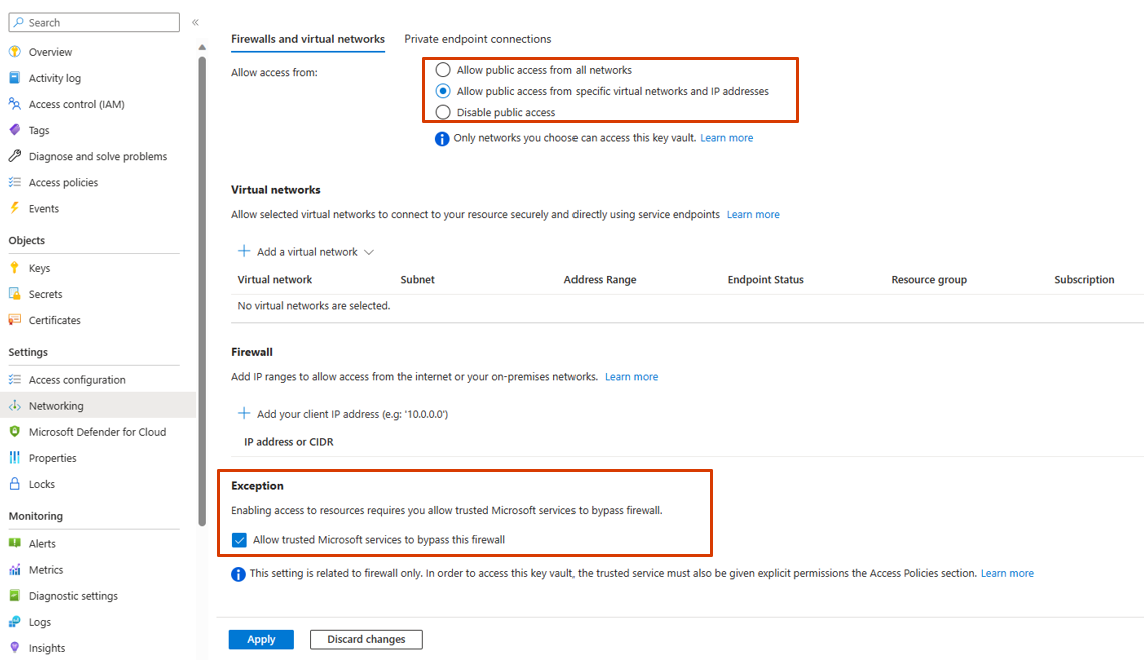 Search
«
Overview
Activity log
Access control (IAM)
Tags
Diagnose and solve problems
Access policies
Events
Objects
Keys
Secrets
Certificates
Settings
Access configuration
Networking
Microsoft Defender for Cloud
Properties
Locks
Monitoring
Alerts
Metrics
Diagnostic settings
Logs
Insights
Firewalls and virtual networks Private endpoint connections
Allow access from:
Allow public access from all networks
Allow public access from specific virtual networks and IP addresses
Disable public access
Only networks you choose can access this key vault. Learn more
Virtual networks
Allow selected virtual networks to connect to your resource securely and directly using service endpoints Learn more
Add a virtual network
Virtual network Subnet Address Range Endpoint Status Resource group Subscription
No virtual networks are selected.
Firewall
Add IP ranges to allow access from the internet or your on-premises networks. Learn more
Add your client IP address (e.g: '10.0.0.0')
IP address or CIDR
Exception
Enabling access to resources requires you allow trusted Microsoft services to bypass firewall.
Allow trusted Microsoft services to bypass this firewall
This setting is related to firewall only. In order to access this key vault, the trusted service must also be given explicit permissions the Access Policies section. Learn more
Apply Discard changes